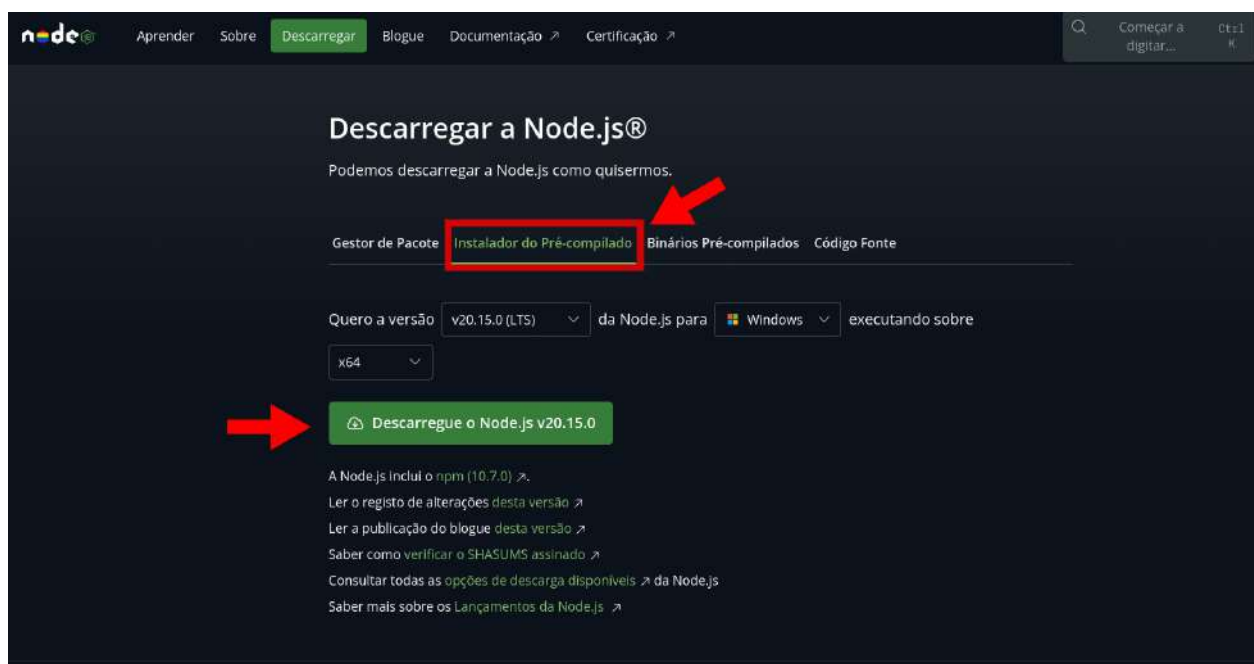 node
Aprender Sobre Descarregar Blogue Documentação ↗ Certificação ↗ Começar a Ctrl
digitar... K
Descarregar a Node.js®
Podemos descarregar a Node.js como quisermos.
Gestor de Pacote Instalador do Pré-compilado Binários Pré-compilados Código Fonte
Quero a versão v20.15.0 (LTS) da Node.js para Windows executando sobre
x64
Descarregue o Node.js v20.15.0
A Node.js inclui o npm (10.7.0) ↗.
Ler o registo de alterações desta versão ↗
Ler a publicação do blogue desta versão ↗
Saber como verificar o SHASUMS assinado ↗
Consultar todas as opções de descarga disponíveis ↗ da Node.js
Saber mais sobre os Lançamentos da Node.js ↗